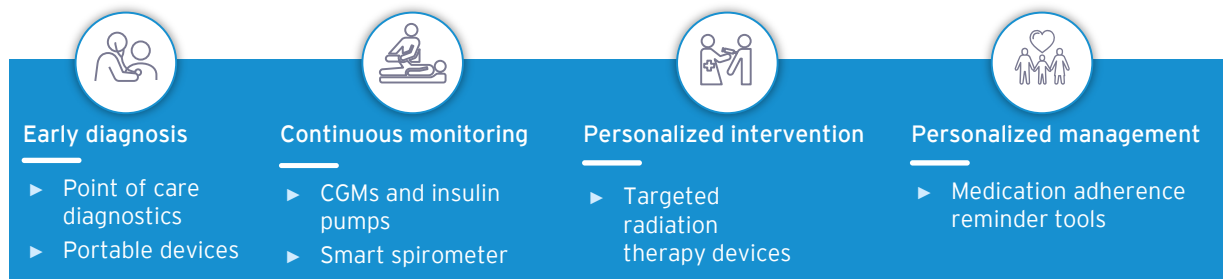 Early diagnosis
► Point of care
diagnostics
► Portable devices
Continuous monitoring
► CGMs and insulin
pumps
► Smart spirometer
Personalized intervention
► Targeted
radiation
therapy devices
Personalized management
► Medication adherence
reminder tools